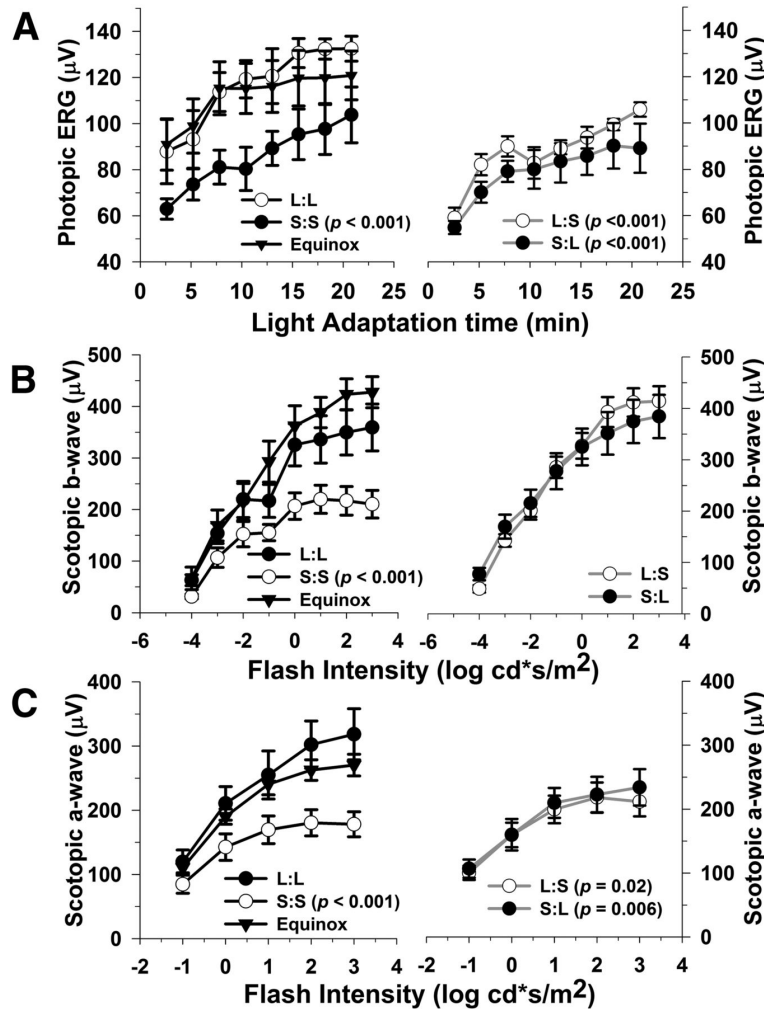 A
Photopic ERG (µV)
140
120
100
80
60
40
L:L
S:S (p < 0.001)
Equinox
0 5 10 15 20 25
L:S (p <0.001)
S:L (p <0.001)
0 5 10 15 20 25
140
120
100
80
60
40
Photopic ERG (µV)
Light Adaptation time (min)
B
Scotopic b-wave (µV)
500
400
300
200
100
0
L:L
S:S (p < 0.001)
Equinox
-6 -4 -2 0 2 4
L:S
S:L
-6 -4 -2 0 2 4
500
400
300
200
100
0
Scotopic b-wave (µV)
Flash Intensity (log cd*s/m2)
C
Scotopic a-wave (µV)
400
300
200
100
0
L:L
S:S (p < 0.001)
Equinox
-2 -1 0 1 2 3 4
L:S (p = 0.02)
S:L (p = 0.006)
-2 -1 0 1 2 3 4
400
300
200
100
0
Scotopic a-wave (µV)
Flash Intensity (log cd*s/m2)
Flash Intensity (log cd*s/m2)